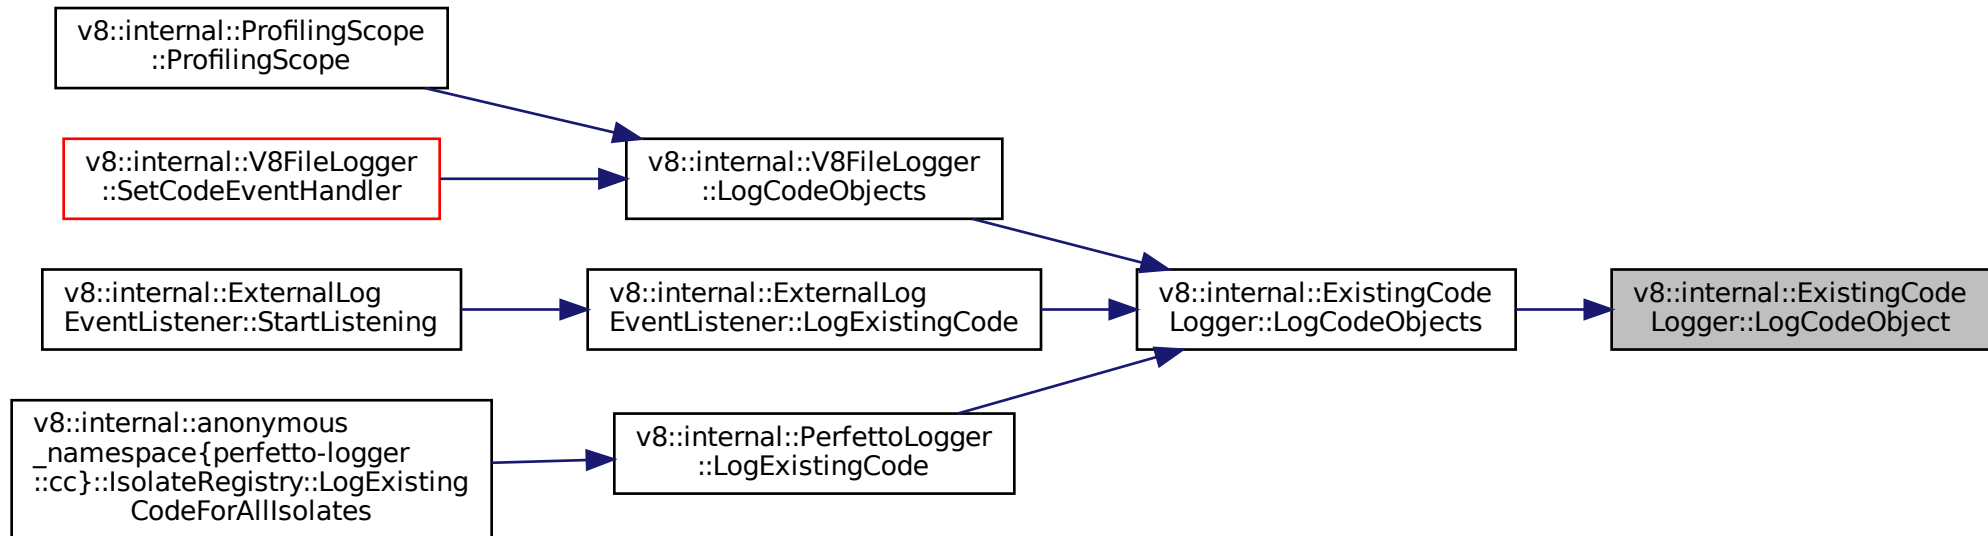 v8::internal::ProfilingScope
::ProfilingScope
v8::internal::V8FileLogger
::SetCodeEventHandler
v8::internal::V8FileLogger
::LogCodeObjects
v8::internal::ExternalLog
EventListener::StartListening
v8::internal::ExternalLog
EventListener::LogExistingCode
v8::internal::ExistingCode
Logger::LogCodeObjects
v8::internal::ExistingCode
Logger::LogCodeObject
v8::internal::anonymous
_namespace{perfetto-logger
::cc}::IsolateRegistry::LogExisting
CodeForAllIsolates
v8::internal::PerfettoLogger
::LogExistingCode